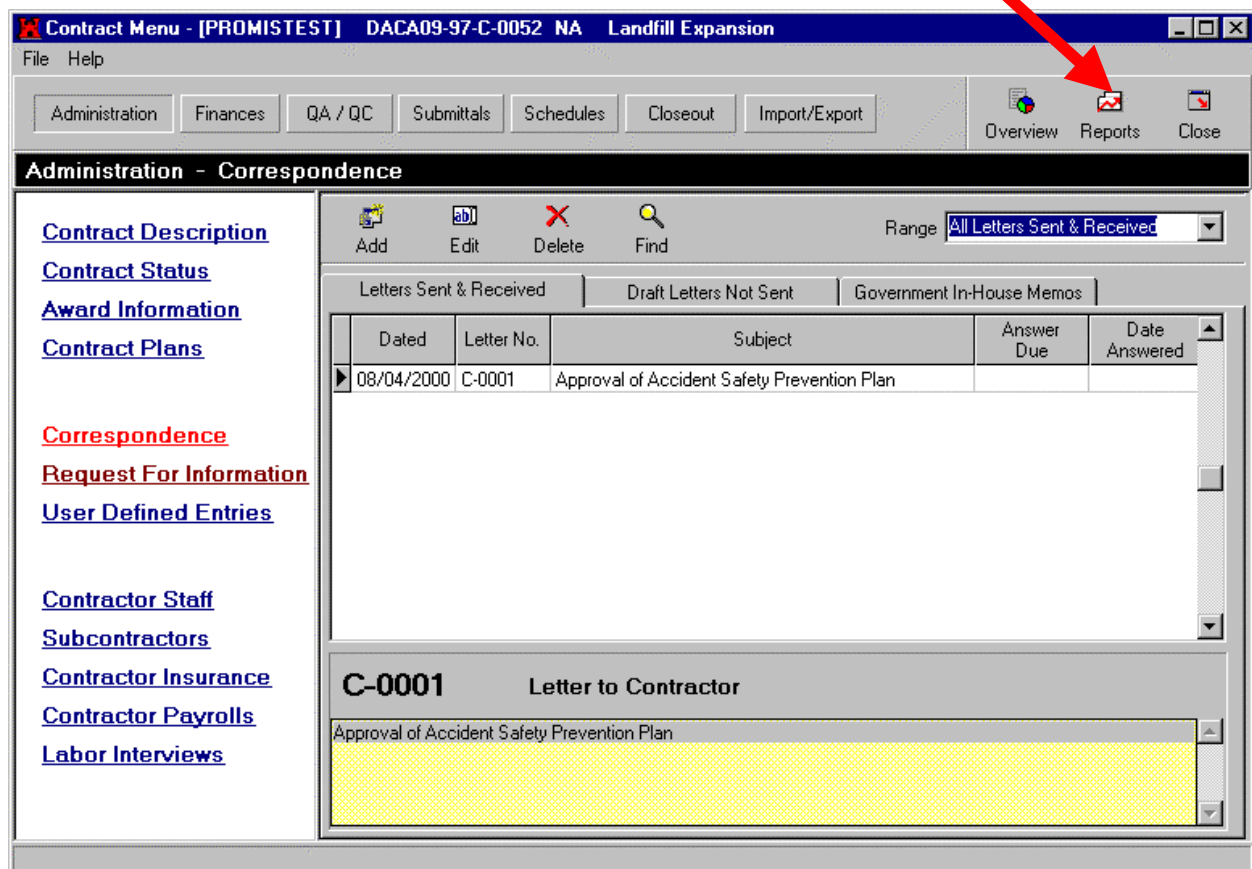 Contract Menu - [PROMISTEST] DACA09-97-C-0052 NA Landfill Expansion
File Help
Administration Finances QA / QC Submittals Schedules Closeout Import/Export Overview Reports Close
Administration - Correspondence
Contract Description
Contract Status
Award Information
Contract Plans
Correspondence
Request For Information
User Defined Entries
Contractor Staff
Subcontractors
Contractor Insurance
Contractor Payrolls
Labor Interviews
Add Edit Delete Find Range All Letters Sent & Received
Letters Sent & Received Draft Letters Not Sent Government In-House Memos
Dated Letter No. Subject Answer Due Date Answered
08/04/2000 C-0001 Approval of Accident Safety Prevention Plan
C-0001 Letter to Contractor
Approval of Accident Safety Prevention Plan